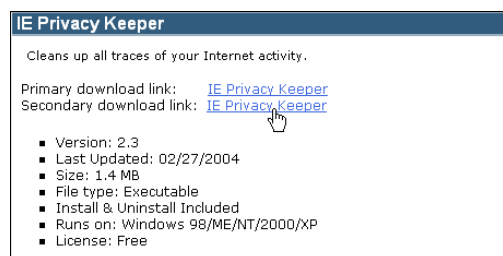 IE Privacy Keeper
Cleans up all traces of your Internet activity.
Primary download link: IE Privacy Keeper
Secondary download link: IE Privacy Keeper
Version: 2.3
Last Updated: 02/27/2004
Size: 1.4 MB
File type: Executable
Install & Uninstall Included
Runs on: Windows 98/ME/NT/2000/XP
License: Free